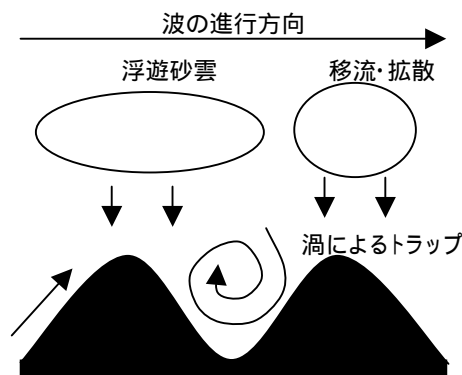 波の進行方向
浮遊砂雲
移流・拡散
渦によるトラップ